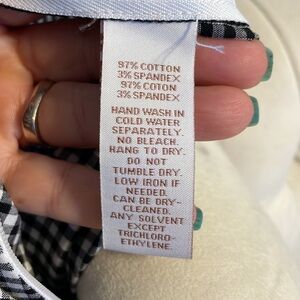 97% COTTON
3% SPANDEX
97% COTON
3% SPANDEX
HAND WASH IN
COLD WATER
SEPARATELY.
NO BLEACH.
HANG TO DRY.
DO NOT
TUMBLE DRY.
LOW IRON IF
NEEDED.
CAN BE DRY-
CLEANED.
ANY SOLVENT
EXCEPT
TRICHLORO-
ETHYLENE.